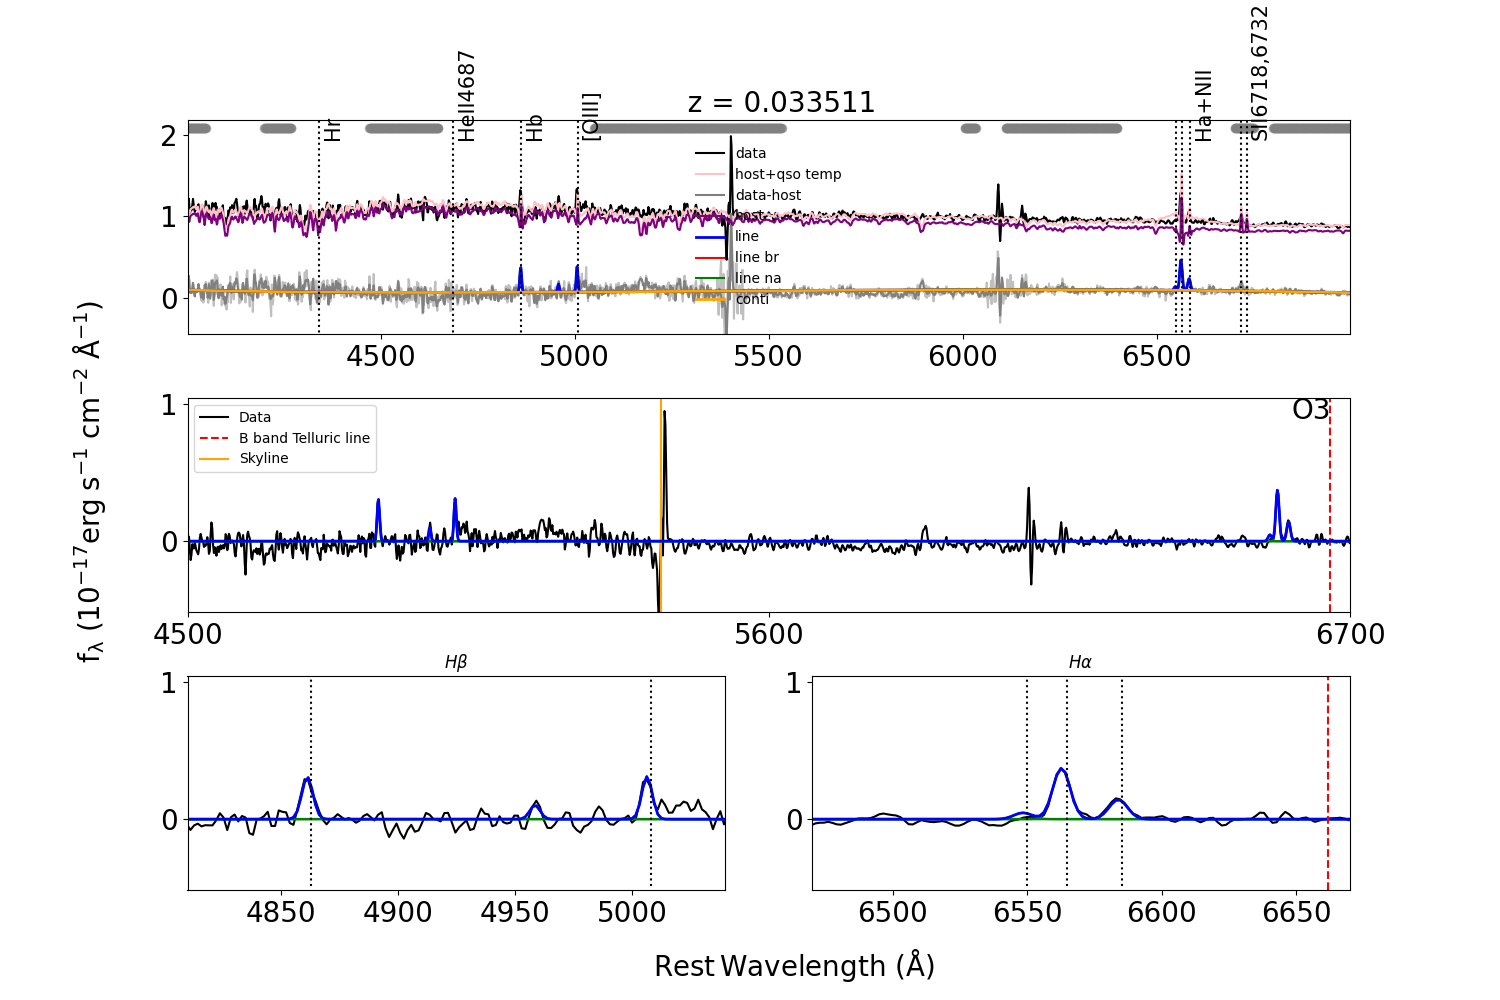 Hr
HeII4687
Hb
[OIII]
Ha+NII
SII6718,6732
z = 0.033511
2
1
0
data
host+qso temp
data-host
host
line
line br
line na
conti
4500
5000
5500
6000
6500
f_λ (10^{-17} erg s^{-1} cm^{-2} Å^{-1})
1
0
Data
B band Telluric line
Skyline
O3
4500
5600
6700
Hβ
1
0
4850
4900
4950
5000
Hα
1
0
6500
6550
6600
6650
Rest Wavelength (Å)